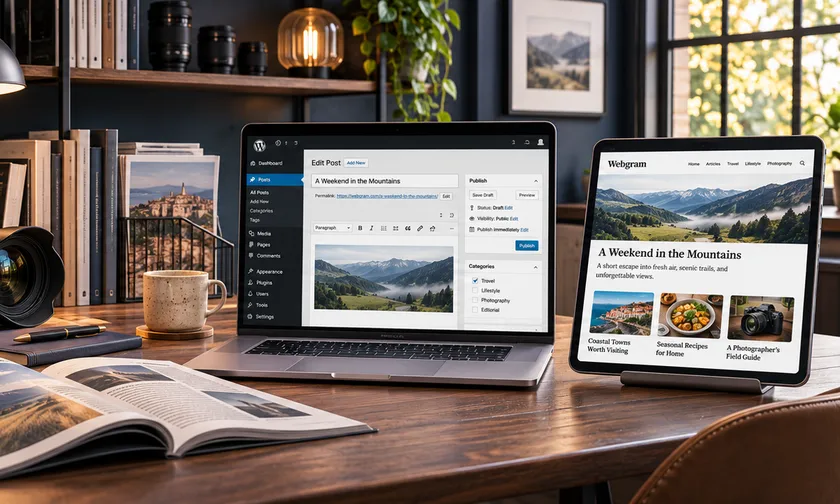 Dashboard
Posts
All Posts
Add New
Categories
Tags
Media
Pages
Comments
Appearance
Plugins
Users
Tools
Settings
Edit Post
Add New
A Weekend in the Mountains
Permalink:
Edit
Paragraph
B I
Publish
Save Draft
Preview
Status: Draft Edit
Visibility: Public Edit
Publish immediately Edit
Publish
Categories
Travel
Lifestyle
Photography
Editorial
Webgram
Home Articles Travel Lifestyle Photography
A Weekend in the Mountains
A short escape into fresh air, scenic trails, and
unforgettable views.
Coastal Towns
Worth Visiting
Seasonal Recipes
for Home
A Photographer's
Field Guide